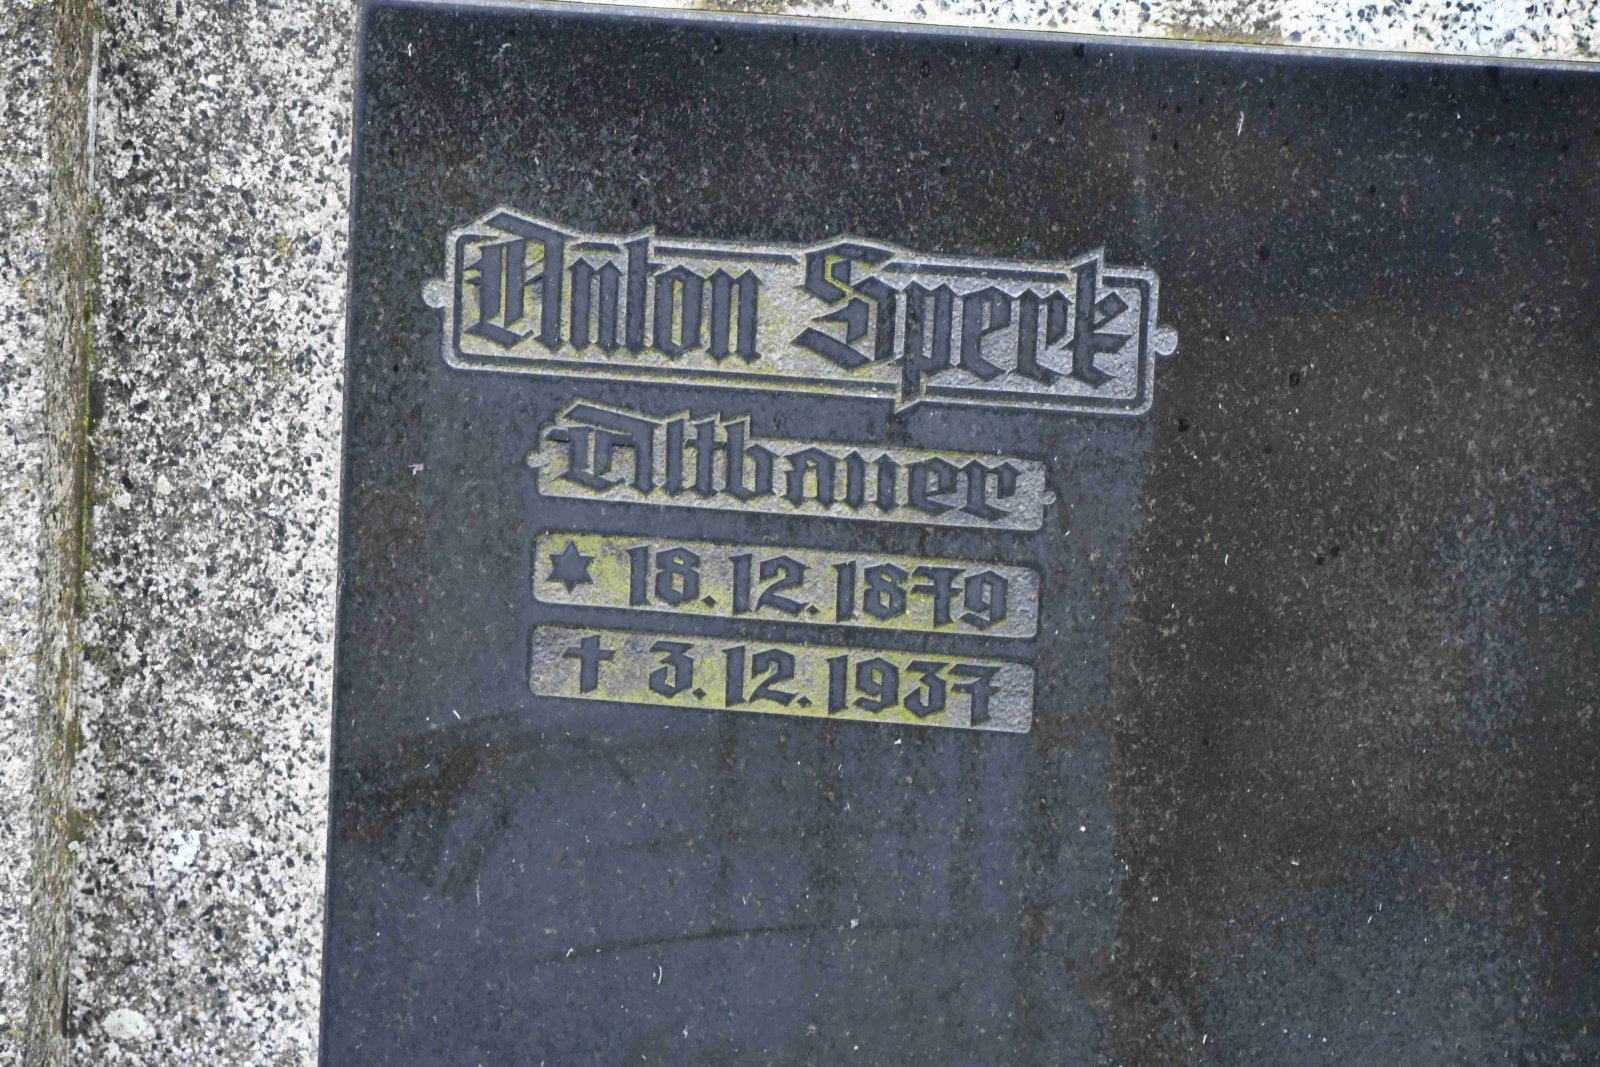 Anton Sperk
Altbauer
* 18.12.1879
† 3.12.1937